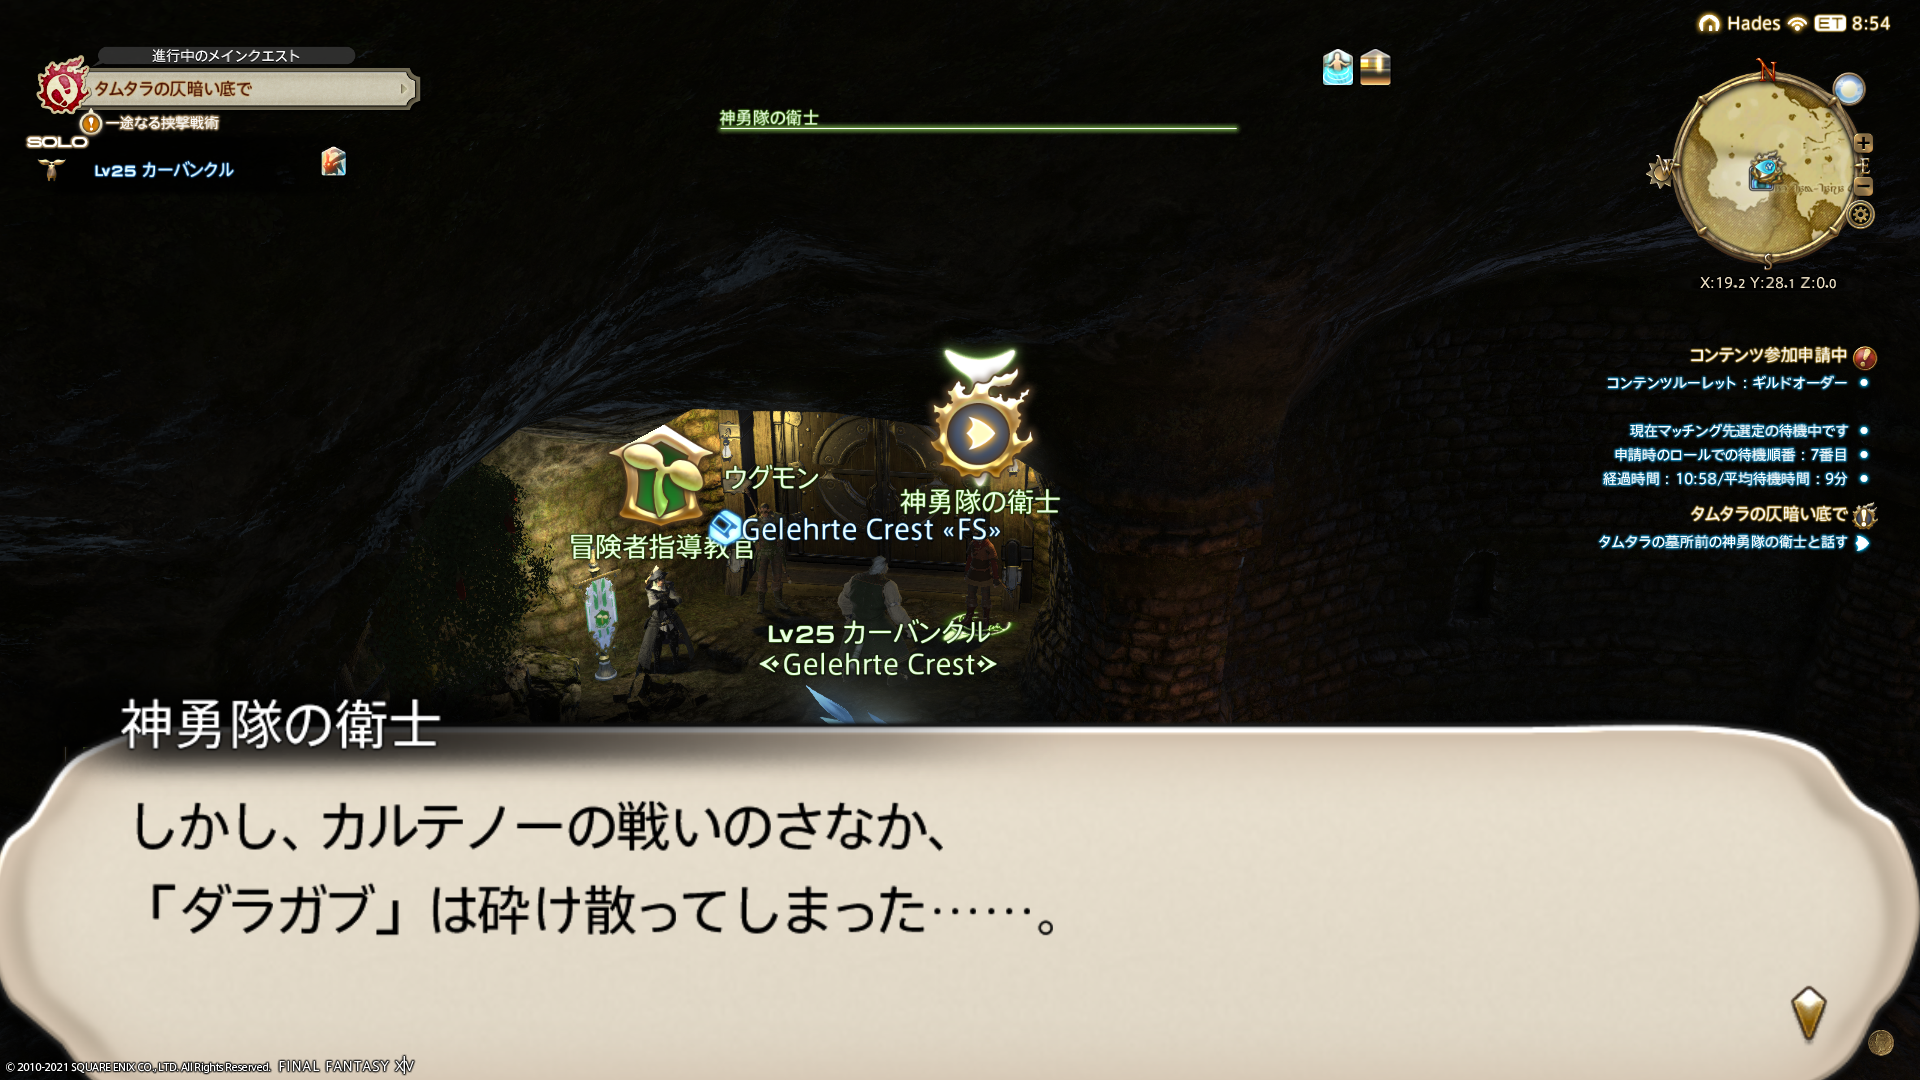 Hades ET 8:54
進行中のメインクエスト
タムタラの仄暗い底で
一途なる挟撃戦術
SOLO
Lv25 カーバンクル
神勇隊の衛士
N
W
E
S
X:19.2 Y:28.1 Z:0.0
コンテンツ参加申請中
コンテンツルーレット：ギルドオーダー
現在マッチング先選定の待機中です
申請時のロールでの待機順番：7番目
経過時間：10:58/平均待機時間：9分
タムタラの仄暗い底で
タムタラの墓所前の神勇隊の衛士と話す
ウグモン
神勇隊の衛士
Gelehrte Crest «FS»
冒険者指導教官
Lv25 カーバンクル
«Gelehrte Crest»
神勇隊の衛士
しかし、カルテノーの戦いのさなか、
「ダラガブ」は砕け散ってしまった……。
© 2010-2021 SQUARE ENIX CO., LTD. All Rights Reserved. FINAL FANTASY XIV